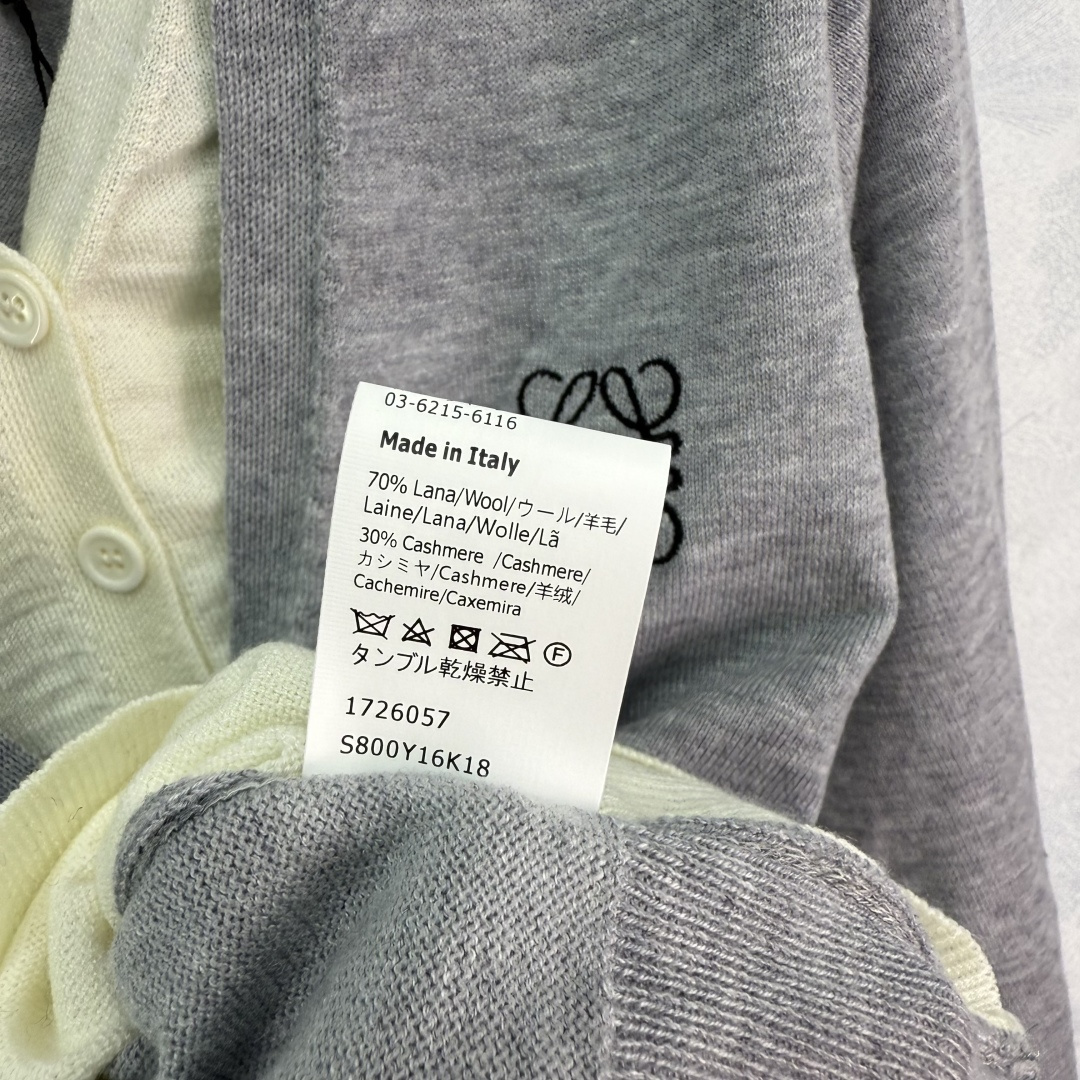 03-6215-6116
Made in Italy
70% Lana/Wool/ウール/羊毛/
Laine/Lana/Wolle/Lã
30% Cashmere /Cashmere/
カシミヤ/Cashmere/羊绒/
Cachemire/Caxemira
F
タンブル乾燥禁止
1726057
S800Y16K18